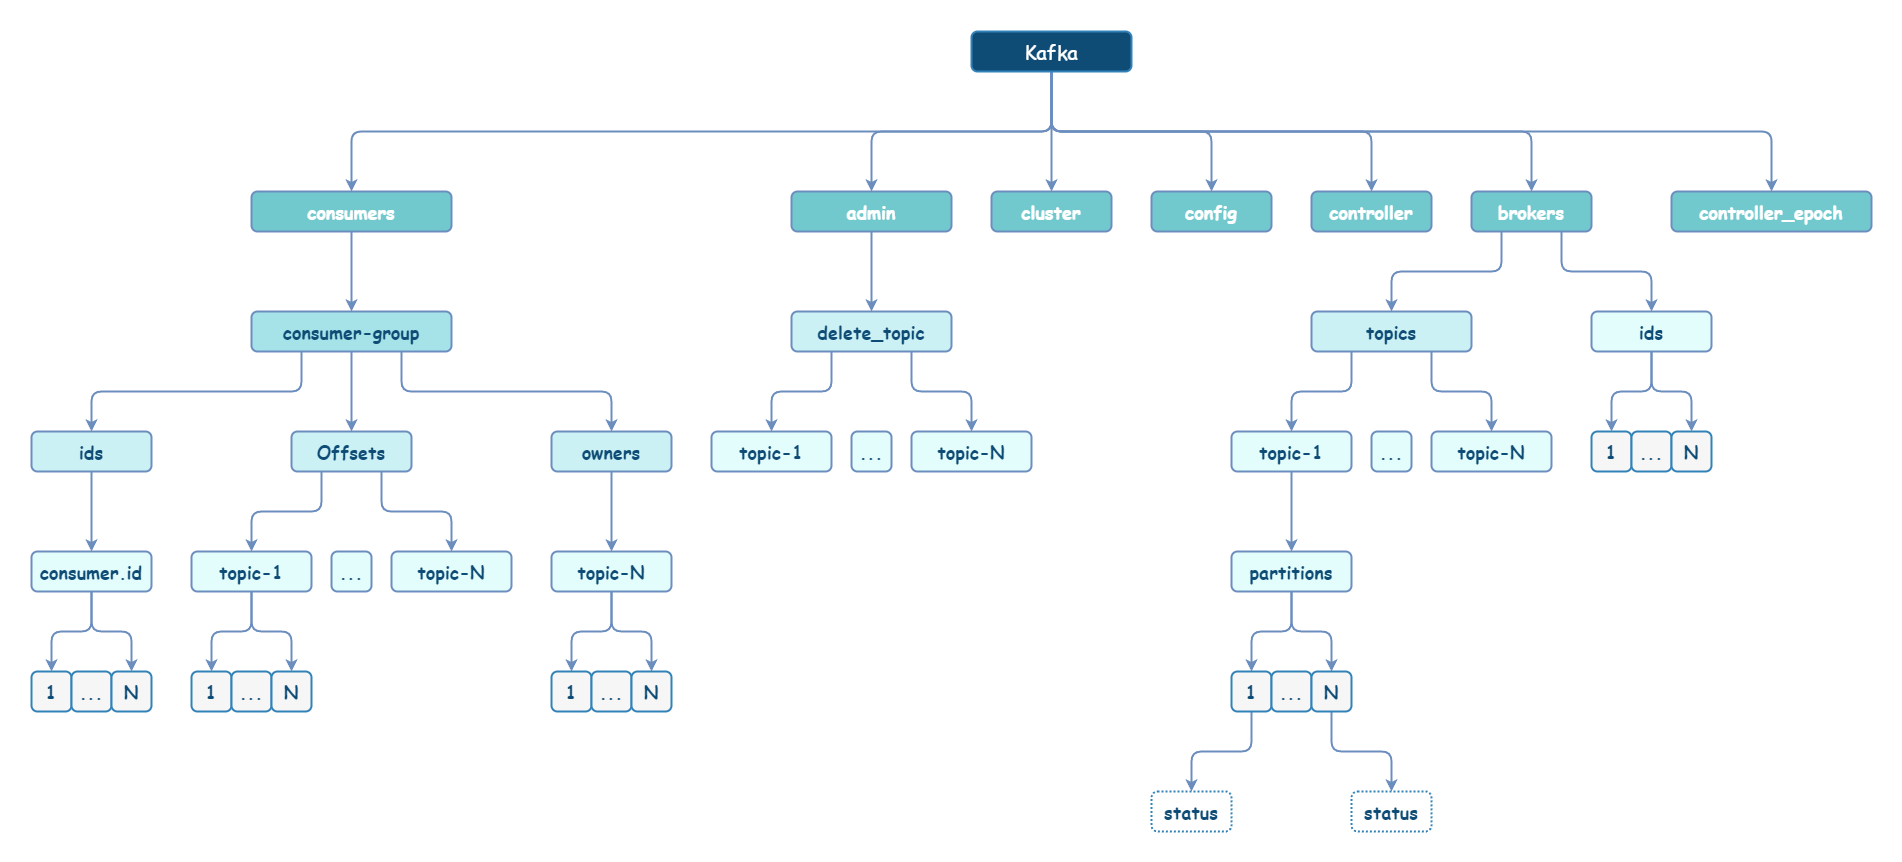 Kafka
consumers admin cluster config controller brokers controller_epoch
consumer-group delete_topic topics ids
ids Offsets owners topic-1 ... topic-N topic-1 ... topic-N 1 ... N
consumer.id topic-1 ... topic-N topic-N partitions
1 ... N 1 ... N 1 ... N 1 ... N
status status